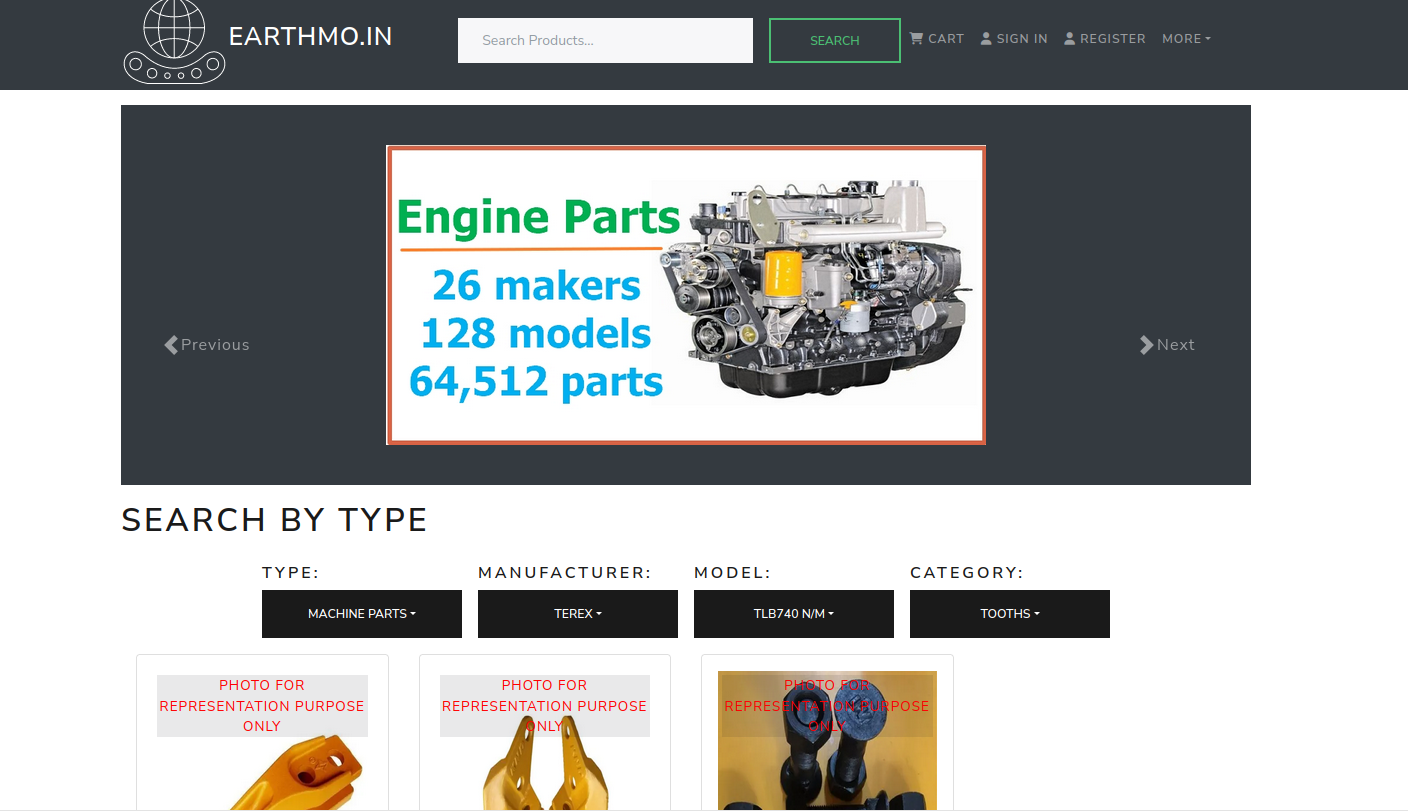 EARTHMO.IN
Search Products...
SEARCH
CART
SIGN IN
REGISTER
MORE
Engine Parts
26 makers
128 models
64,512 parts
Previous
Next
SEARCH BY TYPE
TYPE:
MANUFACTURER:
MODEL:
CATEGORY:
MACHINE PARTS
TEREX
TLB740 N/M
TOOTHS
PHOTO FOR
REPRESENTATION PURPOSE
ONLY
PHOTO FOR
REPRESENTATION PURPOSE
ONLY
PHOTO FOR
REPRESENTATION PURPOSE
ONLY